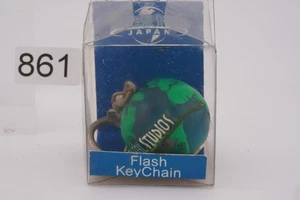 JAPAN
861
STUDIOS
Flash
KeyChain